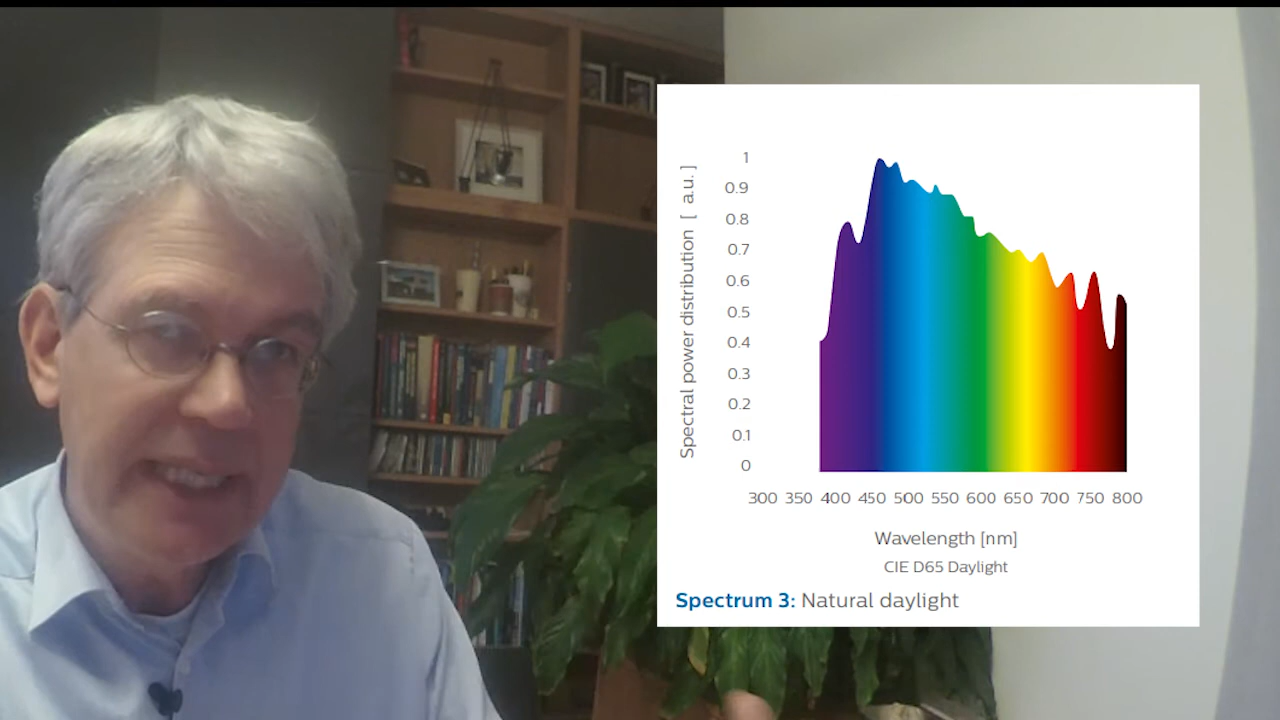 Spectral power distribution [ a.u. ]
1
0.9
0.8
0.7
0.6
0.5
0.4
0.3
0.2
0.1
0
300 350 400 450 500 550 600 650 700 750 800
Wavelength [nm]
CIE D65 Daylight
Spectrum 3: Natural daylight